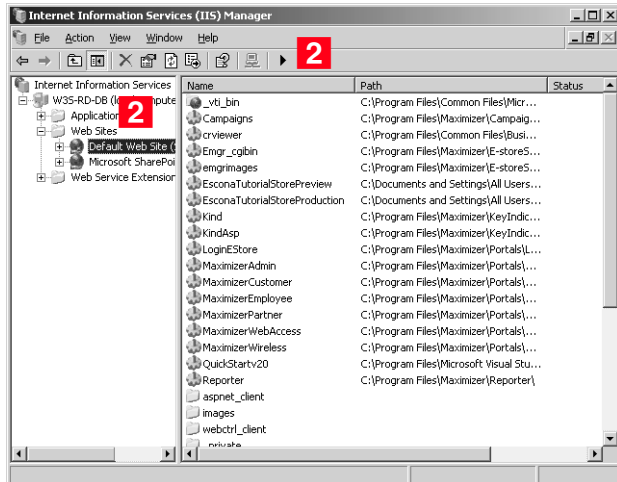 Internet Information Services (IIS) Manager
File Action View Window Help
2
Internet Information Services
W3S-RD-DB (lo
mpute
Application
2
Web Sites
Default Web Site (
Microsoft SharePoi
Web Service Extension
Name Path Status
_vti_bin C:\Program Files\Common Files\Micr...
Campaigns C:\Program Files\Maximizer\Campaig...
crviewer C:\Program Files\Common Files\Busi...
Emgr_cgibin C:\Program Files\Maximizer\E-storeS...
emgrimages C:\Program Files\Maximizer\E-storeS...
EsconaTutorialStorePreview C:\Documents and Settings\All Users...
EsconaTutorialStoreProduction C:\Documents and Settings\All Users...
Kind C:\Program Files\Maximizer\KeyIndic...
KindAsp C:\Program Files\Maximizer\KeyIndic...
LoginEStore C:\Program Files\Maximizer\Portals\L...
MaximizerAdmin C:\Program Files\Maximizer\Portals\...
MaximizerCustomer C:\Program Files\Maximizer\Portals\...
MaximizerEmployee C:\Program Files\Maximizer\Portals\...
MaximizerPartner C:\Program Files\Maximizer\Portals\...
MaximizerWebAccess C:\Program Files\Maximizer\Portals\...
MaximizerWireless C:\Program Files\Maximizer\Portals\...
QuickStartv20 C:\Program Files\Microsoft Visual Stu...
Reporter C:\Program Files\Maximizer\Reporter\
aspnet_client
images
webctrl_client
_private